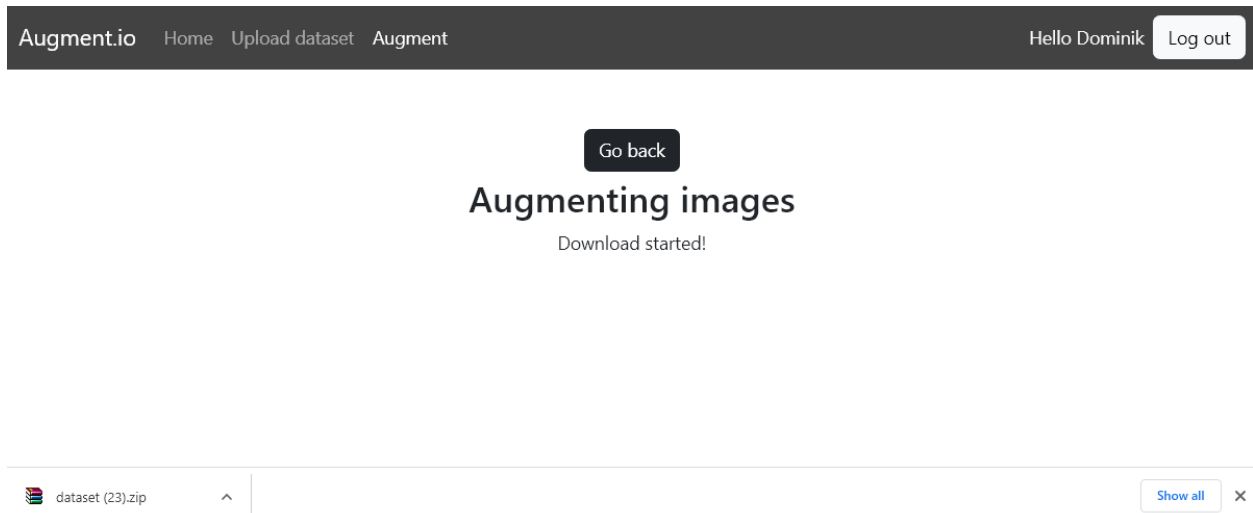 Augment.io Home Upload dataset Augment Hello Dominik Log out
Go back
Augmenting images
Download started!
dataset (23).zip Show all